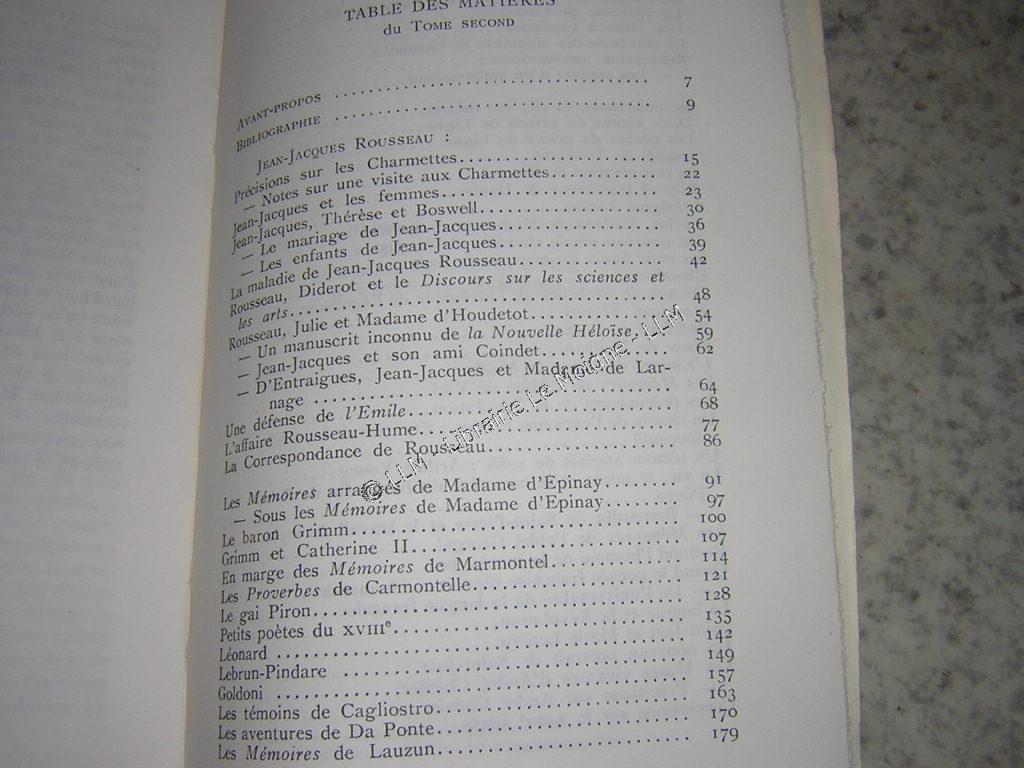 TABLE DES MATIÈRES
du TOME SECOND
AVANT-PROPOS .......... 7
BIBLIOGRAPHIE .......... 9
JEAN-JACQUES ROUSSEAU :
Précisions sur les Charmettes .......... 15
— Notes sur une visite aux Charmettes .......... 22
Jean-Jacques et les femmes .......... 23
Jean-Jacques, Thérèse et Boswell .......... 30
— Le mariage de Jean-Jacques .......... 36
— Les enfants de Jean-Jacques .......... 39
La maladie de Jean-Jacques Rousseau .......... 42
Rousseau, Diderot et le Discours sur les sciences et
les arts .......... 48
Rousseau, Julie et Madame d'Houdetot .......... 54
— Un manuscrit inconnu de la Nouvelle Héloïse .. 59
— Jean-Jacques et son ami Coindet .......... 62
— D'Entraigues, Jean-Jacques et Madame de Lar-
nage .......... 64
Une défense de l'Emile .......... 68
L'affaire Rousseau-Hume .......... 77
La Correspondance de Rousseau .......... 86
Les Mémoires arrangés de Madame d'Epinay .......... 91
— Sous les Mémoires de Madame d'Epinay .......... 97
Le baron Grimm .......... 100
Grimm et Catherine II .......... 107
En marge des Mémoires de Marmontel .......... 114
Les Proverbes de Carmontelle .......... 121
Le gai Piron .......... 128
Petits poètes du XVIIIe .......... 135
Léonard .......... 142
Lebrun-Pindare .......... 149
Goldoni .......... 157
Les témoins de Cagliostro .......... 163
Les aventures de Da Ponte .......... 170
Les Mémoires de Lauzun .......... 179
© LLM - Librairie Le Moigne - LLM